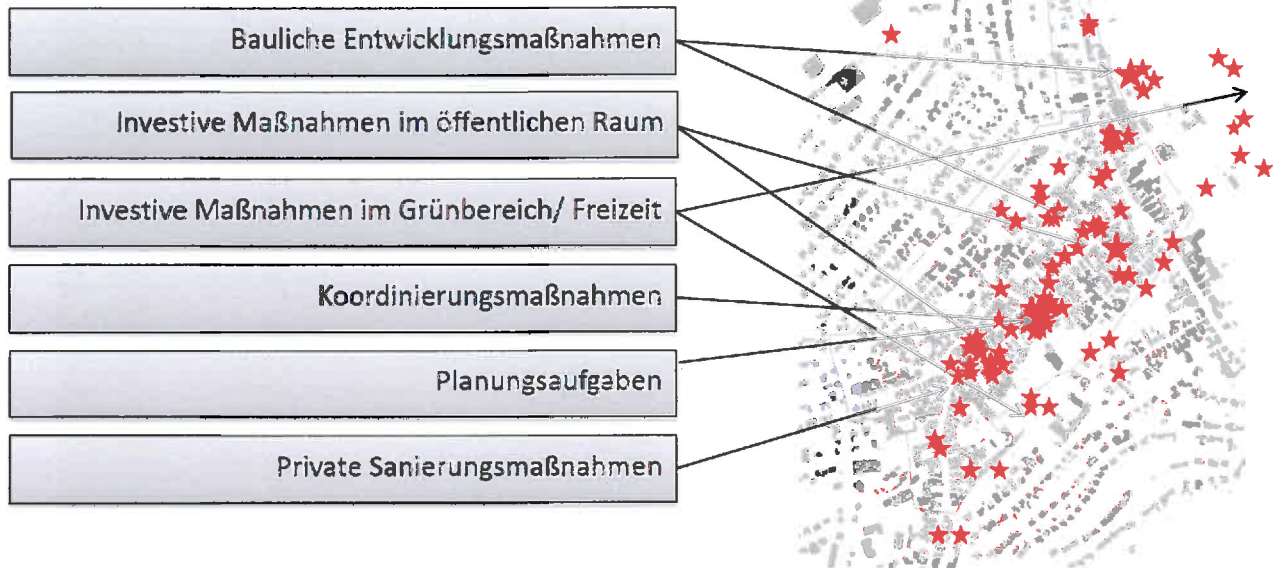 Bauliche Entwicklungsmaßnahmen
Investive Maßnahmen im öffentlichen Raum
Investive Maßnahmen im Grünbereich/ Freizeit
Koordinierungsmaßnahmen
Planungsaufgaben
Private Sanierungsmaßnahmen